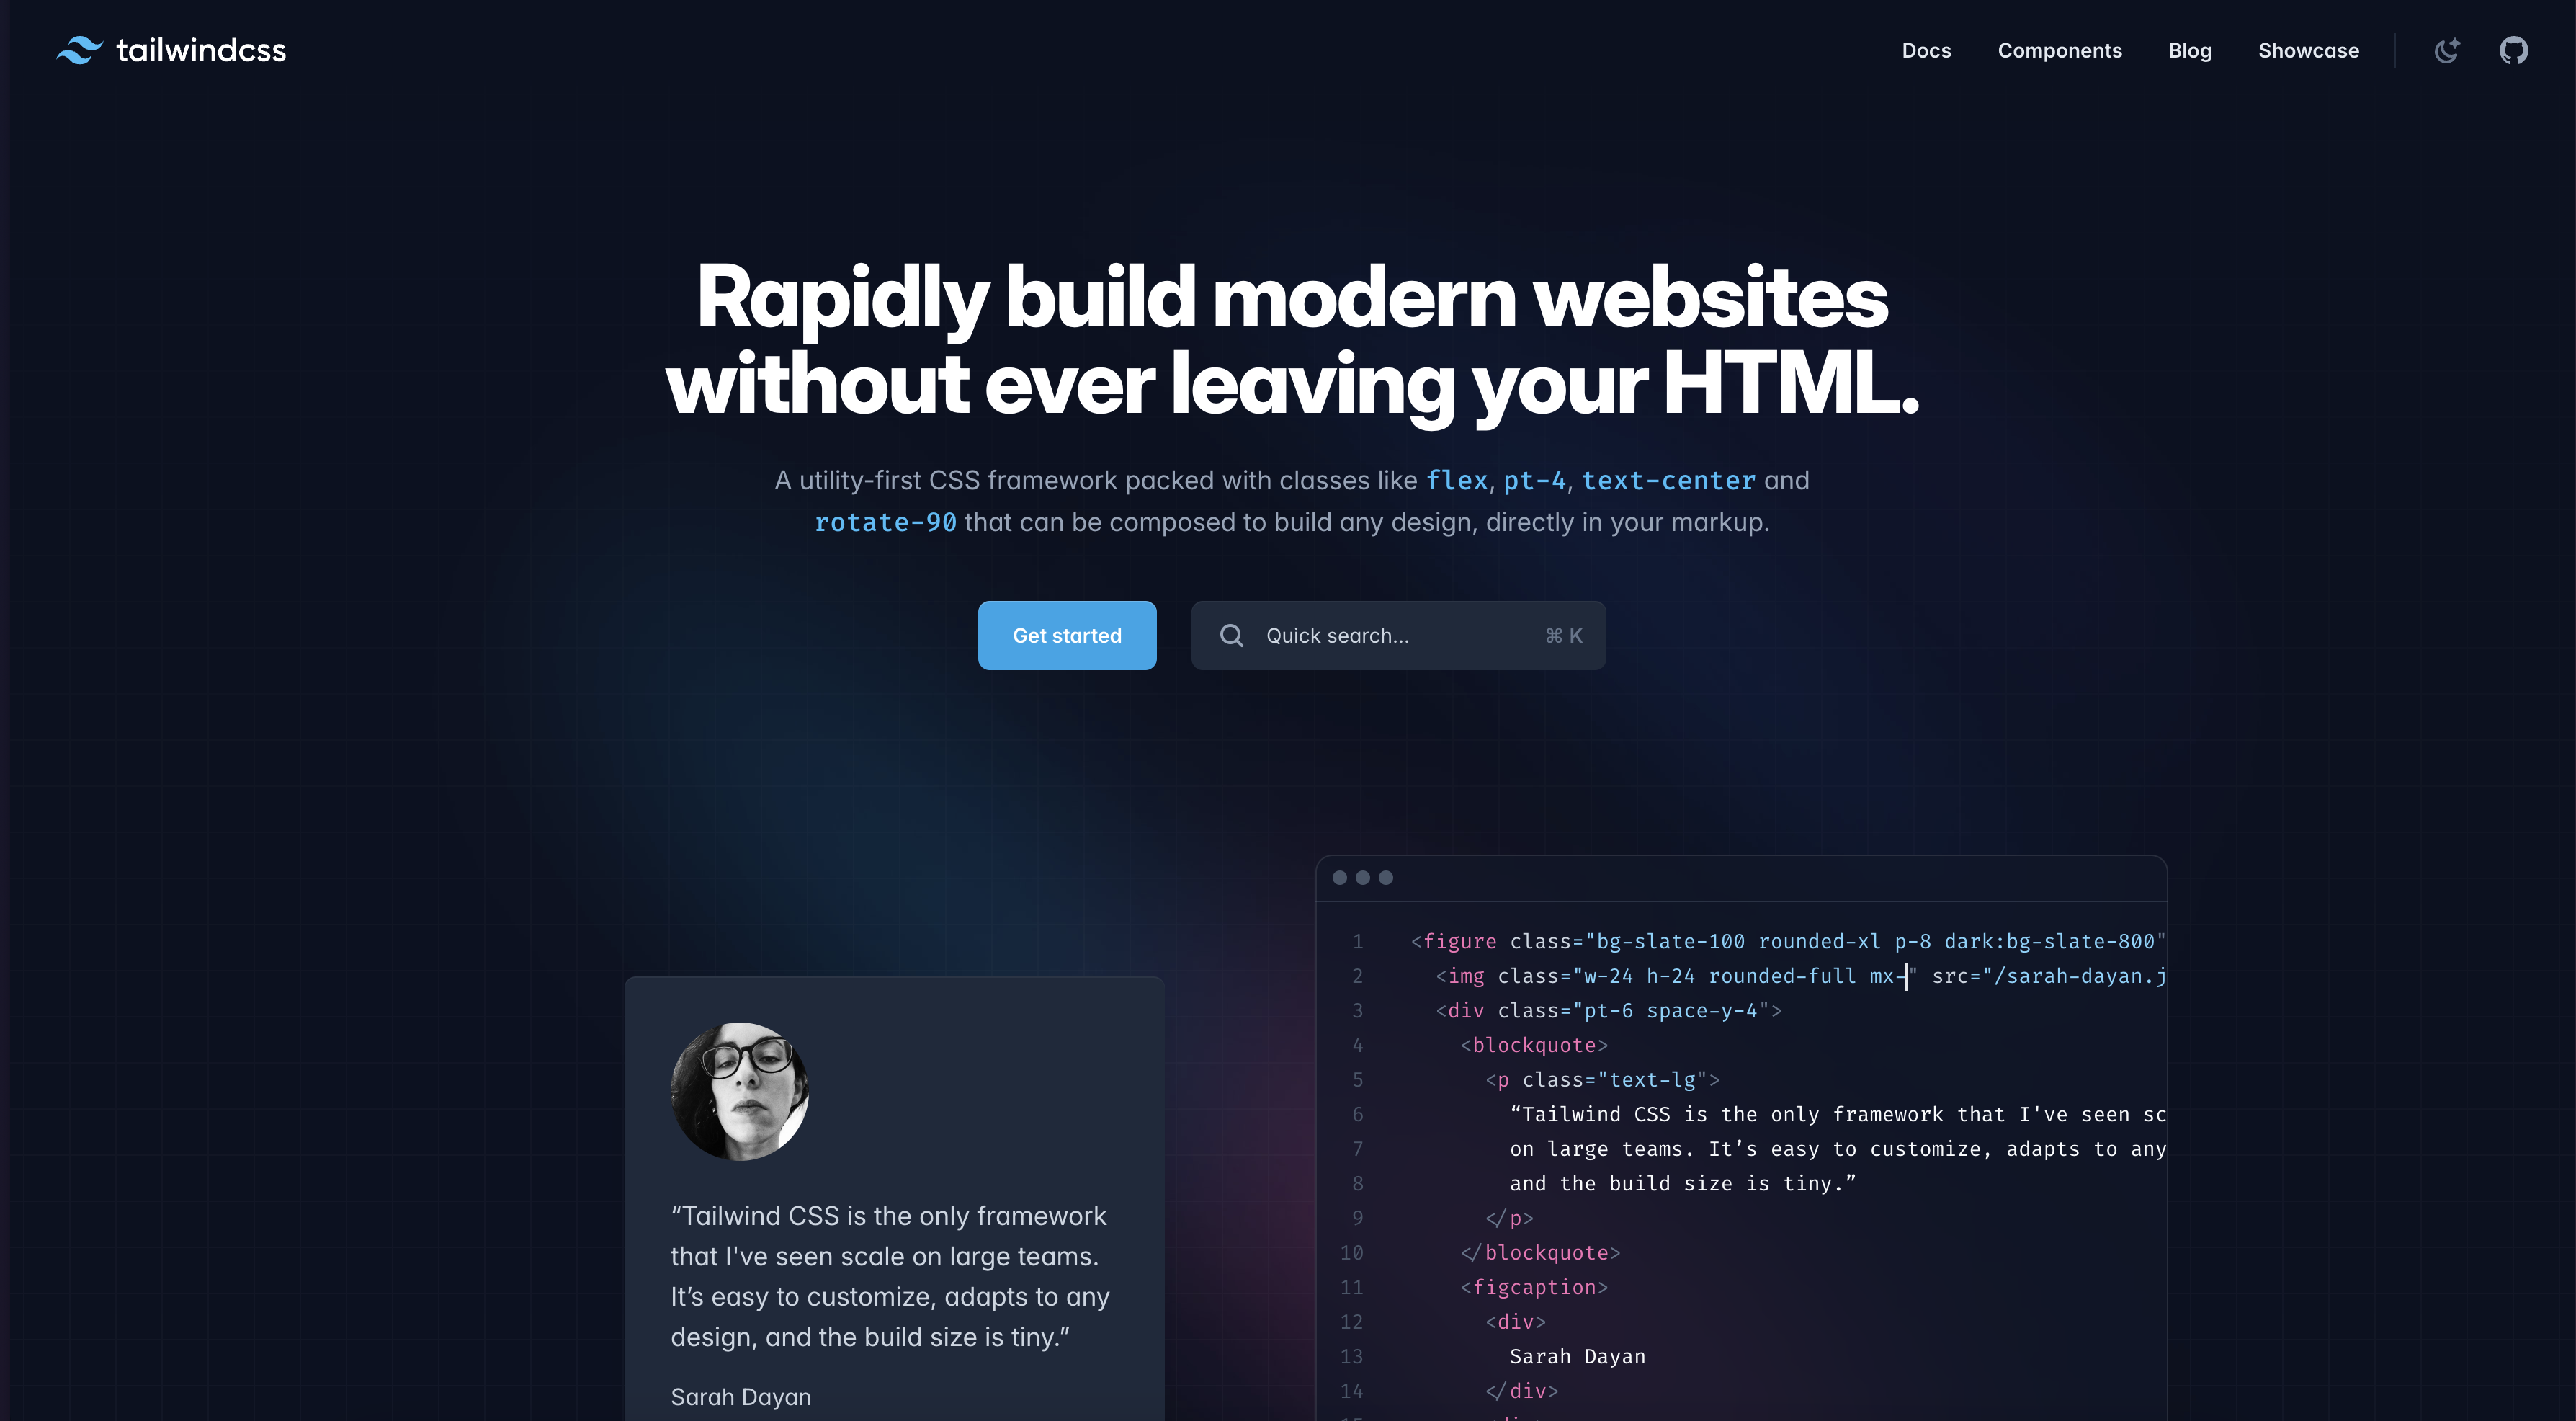 tailwindcss
Docs Components Blog Showcase
Rapidly build modern websites
without ever leaving your HTML.
A utility-first CSS framework packed with classes like flex, pt-4, text-center and
rotate-90 that can be composed to build any design, directly in your markup.
Get started
Quick search... ⌘ K
“Tailwind CSS is the only framework
that I've seen scale on large teams.
It’s easy to customize, adapts to any
design, and the build size is tiny.”
Sarah Dayan
1 <figure class="bg-slate-100 rounded-xl p-8 dark:bg-slate-800"
2 <img class="w-24 h-24 rounded-full mx-" src="/sarah-dayan.j
3 <div class="pt-6 space-y-4">
4 <blockquote>
5 <p class="text-lg">
6 “Tailwind CSS is the only framework that I've seen sc
7 on large teams. It’s easy to customize, adapts to any
8 and the build size is tiny.”
9 </p>
10 </blockquote>
11 <figcaption>
12 <div>
13 Sarah Dayan
14 </div>